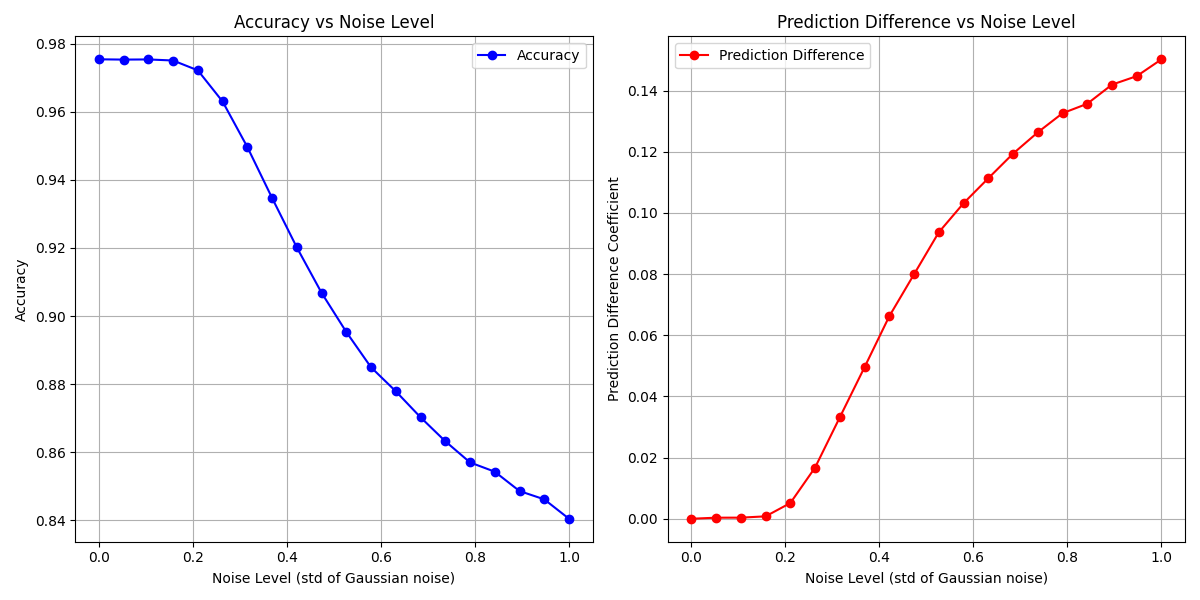 Accuracy vs Noise Level
Accuracy
0.98
0.96
0.94
0.92
0.90
0.88
0.86
0.84
Accuracy
0.0 0.2 0.4 0.6 0.8 1.0
Noise Level (std of Gaussian noise)
Prediction Difference vs Noise Level
Prediction Difference
0.14
0.12
0.10
0.08
0.06
0.04
0.02
0.00
Prediction Difference Coefficient
0.0 0.2 0.4 0.6 0.8 1.0
Noise Level (std of Gaussian noise)